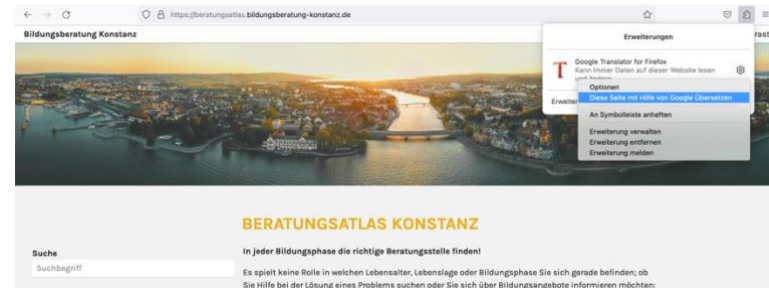 https://beratungsatlas.bildungsberatung-konstanz.de
Bildungsberatung Konstanz
Erweiterungen
Google Translator for Firefox
Kann immer Daten auf dieser Website lesen
Optionen
Diese Seite mit Hilfe von Google Übersetzen
An Symbolleiste anheften
Erweiterung verwalten
Erweiterung entfernen
Erweiterung melden
BERATUNGSATLAS KONSTANZ
Suche
Suchbegriff
In jeder Bildungsphase die richtige Beratungsstelle finden!
Es spielt keine Rolle in welchen Lebensalter, Lebenslage oder Bildungsphase Sie sich gerade befinden; ob
Sie Hilfe bei der Lösung eines Problems suchen oder Sie sich über Bildungsangebote informieren möchten: